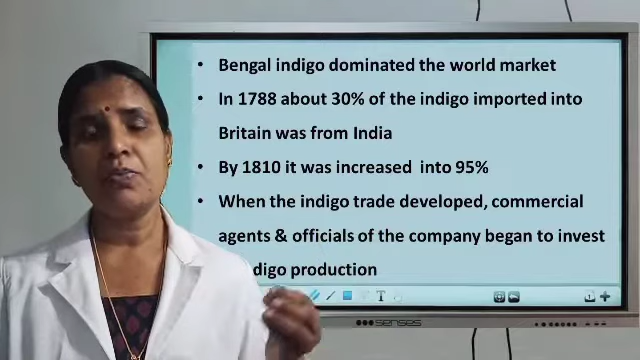 • Bengal indigo dominated the world market
• In 1788 about 30% of the indigo imported into
Britain was from India
• By 1810 it was increased into 95%
• When the indigo trade developed, commercial
agents & officials of the company began to invest
digo production
senses